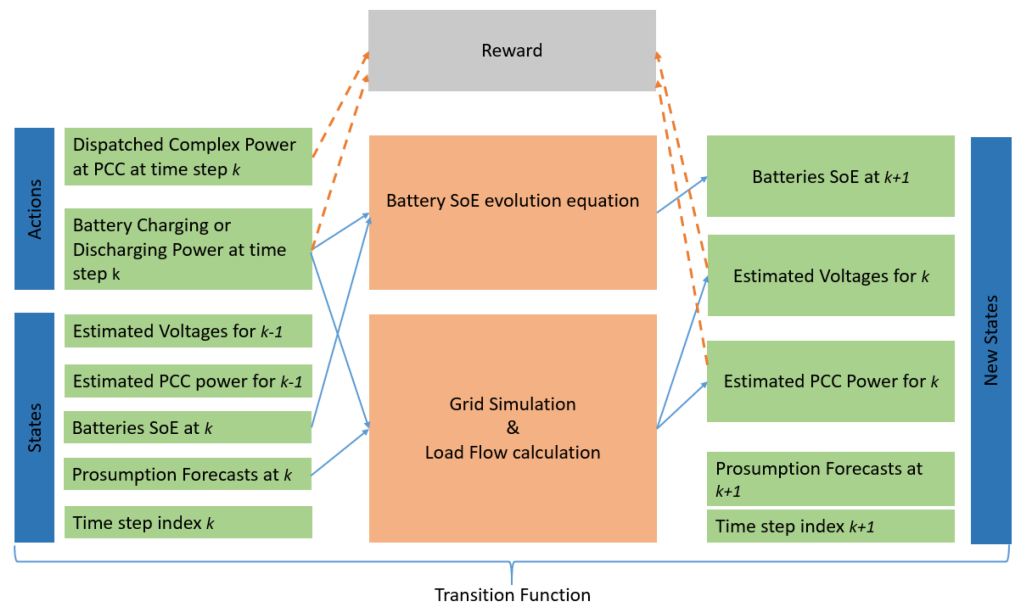 Reward
Actions
Dispatched Complex Power
at PCC at time step k
Battery Charging or
Discharging Power at time
step k
States
Estimated Voltages for k-1
Estimated PCC power for k-1
Batteries SoE at k
Prosumption Forecasts at k
Time step index k
Battery SoE evolution equation
Grid Simulation
&
Load Flow calculation
Batteries SoE at k+1
Estimated Voltages for k
Estimated PCC Power for k
Prosumption Forecasts at
k+1
Time step index k+1
New States
Transition Function